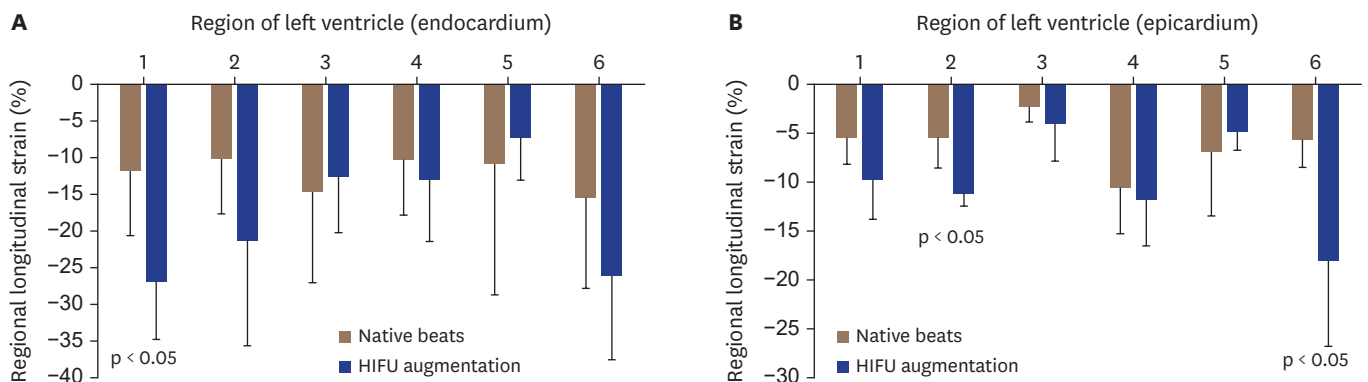 A
Region of left ventricle (endocardium)
1 2 3 4 5 6
Regional longitudinal strain (%)
0
−5
−10
−15
−20
−25
−30
−35
−40
p < 0.05
Native beats
HIFU augmentation
B
Region of left ventricle (epicardium)
1 2 3 4 5 6
Regional longitudinal strain (%)
0
−5
−10
−15
−20
−25
−30
p < 0.05
p < 0.05
Native beats
HIFU augmentation